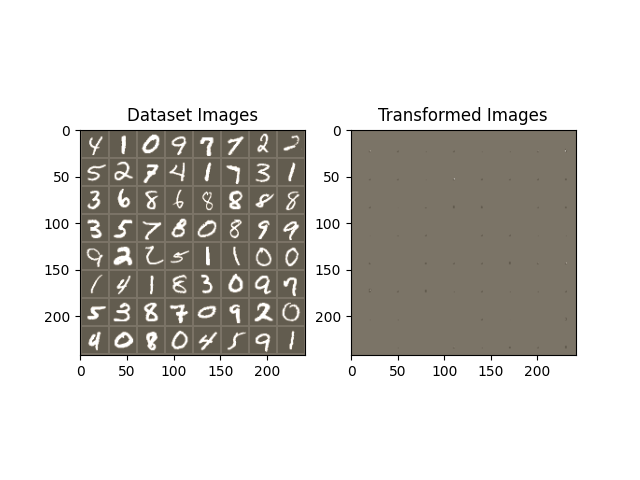 Dataset Images
Transformed Images
0
50
100
150
200
0 50 100 150 200
0
50
100
150
200
0 50 100 150 200
4 1 0 9 7 7 2 2
5 2 7 4 1 7 3 1
3 6 8 6 8 8 8 8
3 5 7 8 0 8 9 9
9 2 2 5 1 1 0 0
1 4 1 8 3 0 9 7
5 3 8 7 0 9 2 0
4 0 8 0 4 5 9 1